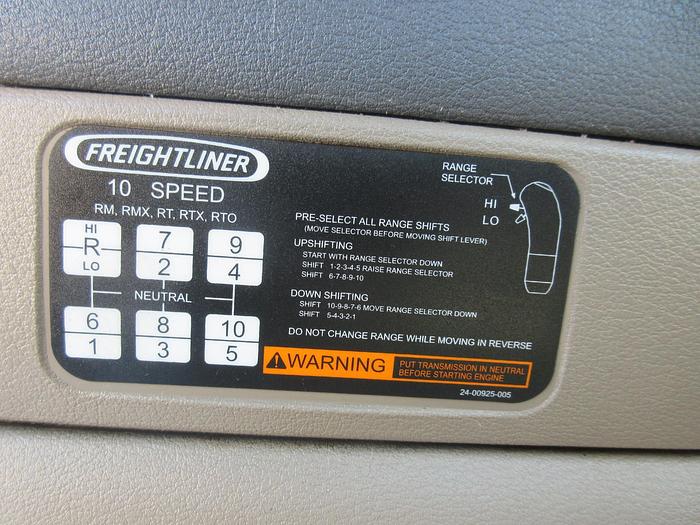 FREIGHTLINER
10 SPEED
RM, RMX, RT, RTX, RTO
HI
R
LO
7
2
9
4
NEUTRAL
6
1
8
3
10
5
RANGE
SELECTOR
HI
LO
PRE-SELECT ALL RANGE SHIFTS
(MOVE SELECTOR BEFORE MOVING SHIFT LEVER)
UPSHIFTING
START WITH RANGE SELECTOR DOWN
SHIFT 1-2-3-4-5 RAISE RANGE SELECTOR
SHIFT 6-7-8-9-10
DOWN SHIFTING
SHIFT 10-9-8-7-6 MOVE RANGE SELECTOR DOWN
SHIFT 5-4-3-2-1
DO NOT CHANGE RANGE WHILE MOVING IN REVERSE
WARNING
PUT TRANSMISSION IN NEUTRAL
BEFORE STARTING ENGINE
24-00925-005